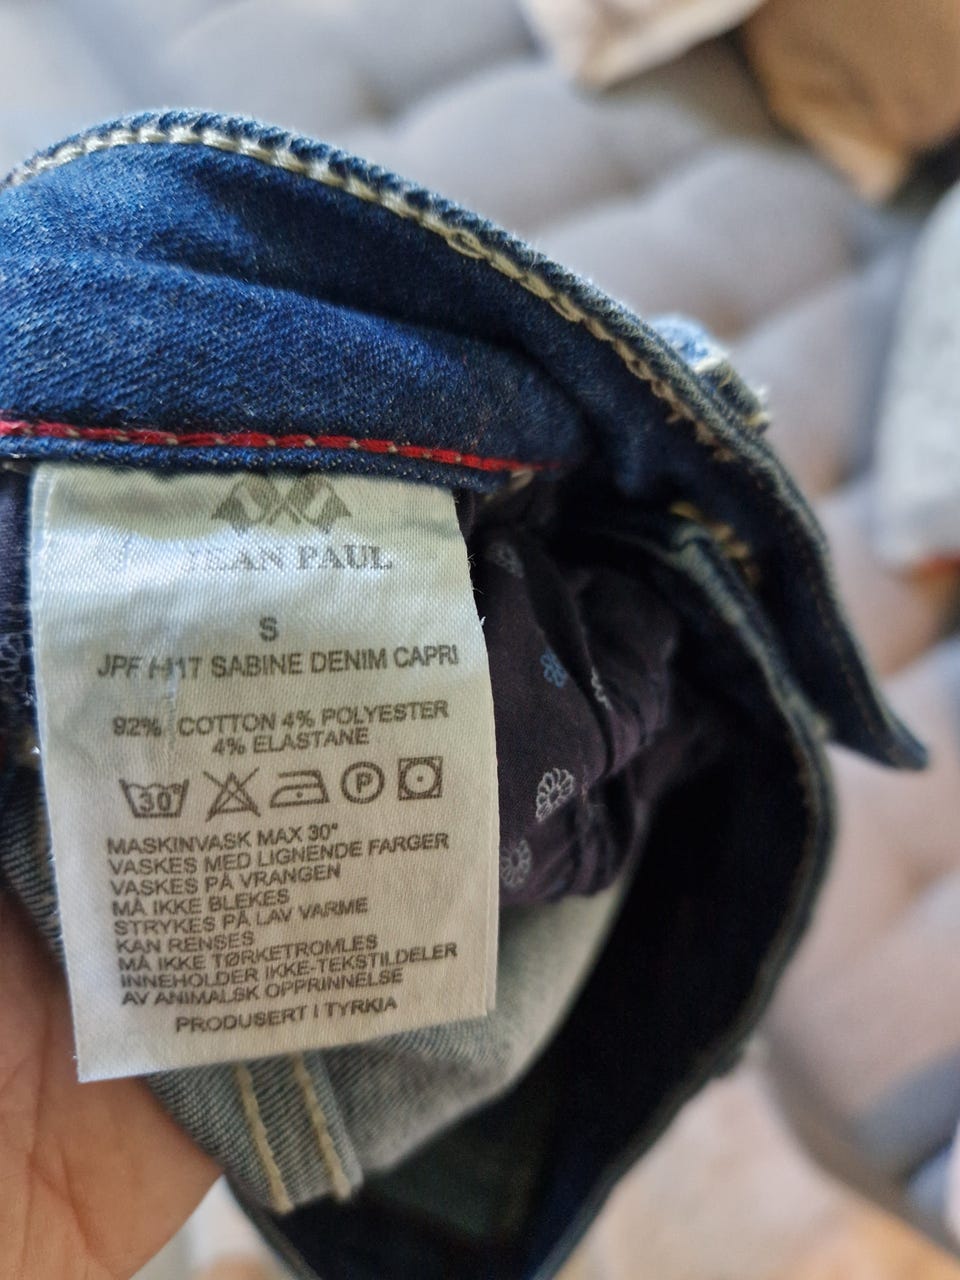 JEAN PAUL
S
JPF H17 SABINE DENIM CAPRI
92% COTTON 4% POLYESTER
4% ELASTANE
30 P
MASKINVASK MAX 30°
VASKES MED LIGNENDE FARGER
VASKES PÅ VRANGEN
MÅ IKKE BLEKES
STRYKES PÅ LAV VARME
KAN RENSES
MÅ IKKE TØRKETROMLES
INNEHOLDER IKKE-TEKSTILDELER
AV ANIMALSK OPPRINNELSE
PRODUSERT I TYRKIA